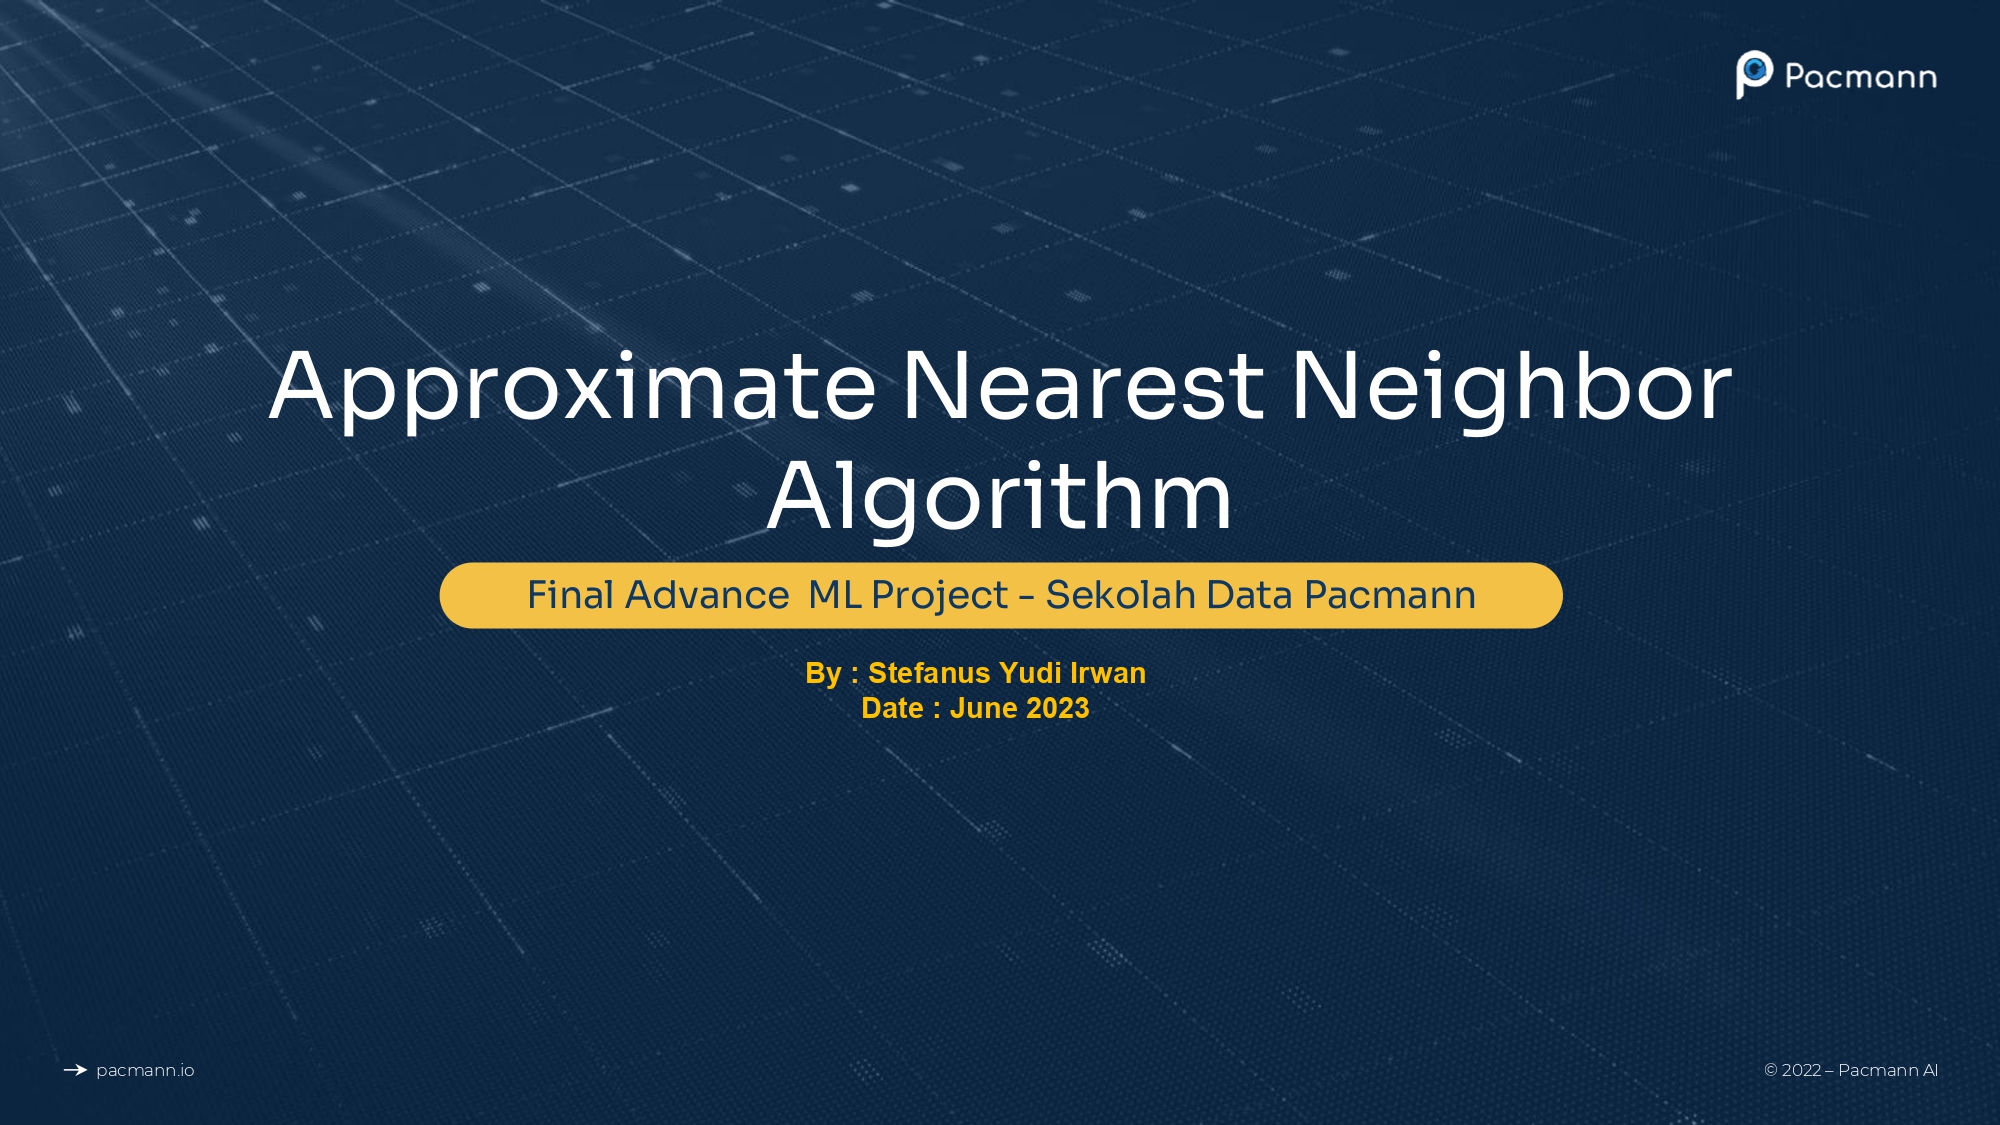 Pacmann
Approximate Nearest Neighbor
Algorithm
Final Advance  ML Project - Sekolah Data Pacmann
By : Stefanus Yudi Irwan
Date : June 2023
pacmann.io
© 2022 – Pacmann AI